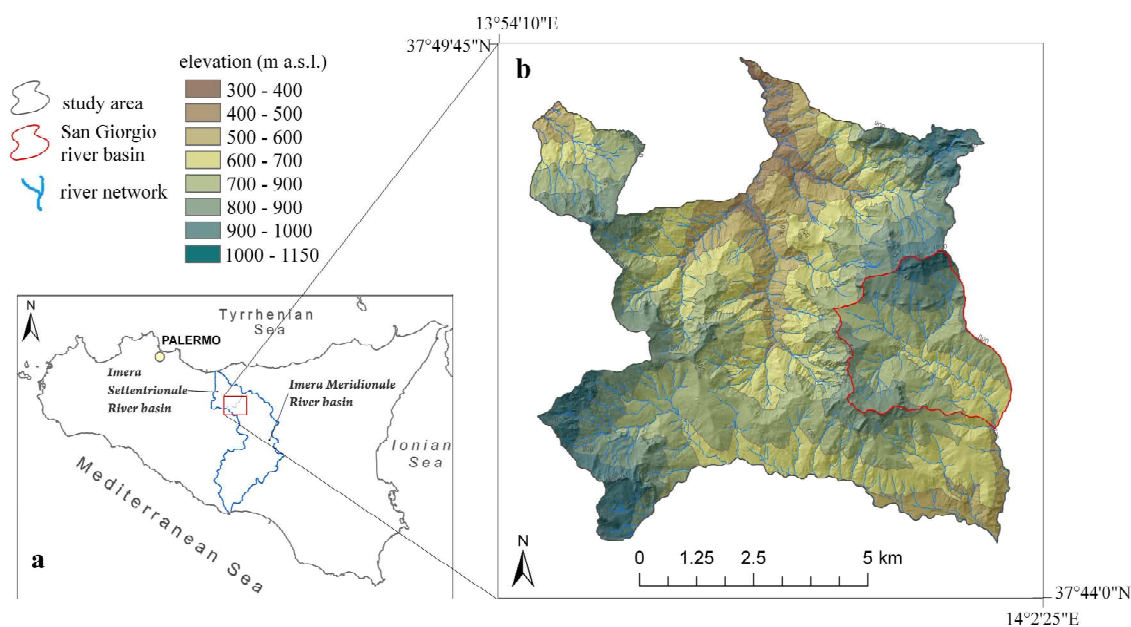 13°54'10"E
37°49'45"N
elevation (m a.s.l.)
300 - 400
400 - 500
500 - 600
600 - 700
700 - 900
800 - 900
900 - 1000
1000 - 1150
study area
San Giorgio
river basin
river network
b
N
Tyrrhenian
Sea
PALERMO
Imera
Settentrionale
River basin
Imera Meridionale
River basin
Ionian
Sea
Mediterranean Sea
a
N
0 1.25 2.5 5 km
37°44'0"N
14°2'25"E